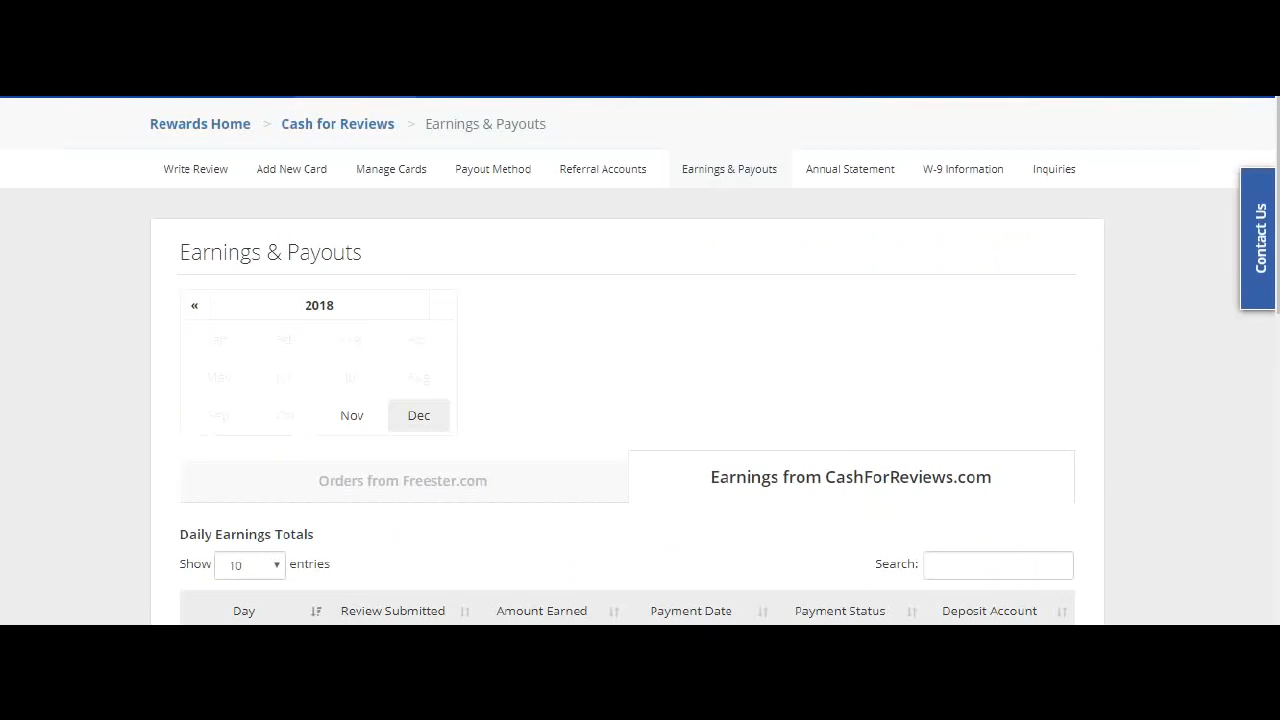 Rewards Home > Cash for Reviews > Earnings & Payouts
Write Review Add New Card Manage Cards Payout Method Referral Accounts Earnings & Payouts Annual Statement W-9 Information Inquiries
Contact Us
Earnings & Payouts
« 2018
May Aug
Nov Dec
Orders from Freester.com Earnings from CashForReviews.com
Daily Earnings Totals
Show 10 entries Search:
Day Review Submitted Amount Earned Payment Date Payment Status Deposit Account